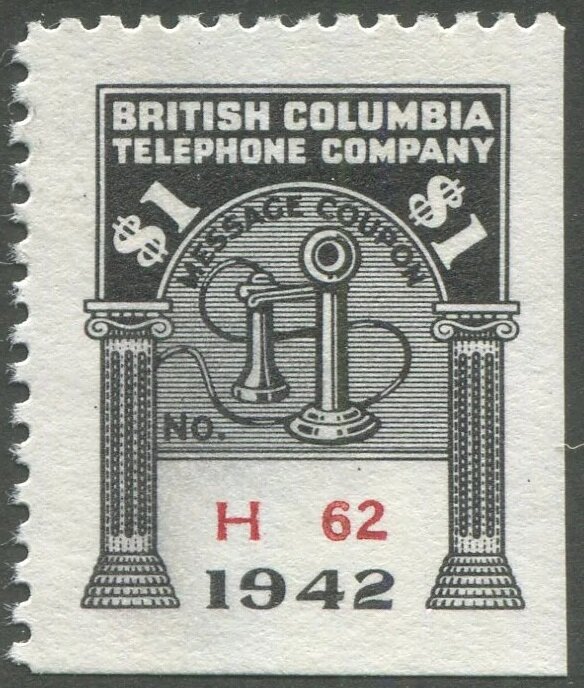 BRITISH COLUMBIA
TELEPHONE COMPANY
$1 $1
MESSAGE COUPON
NO.
H 62
1942